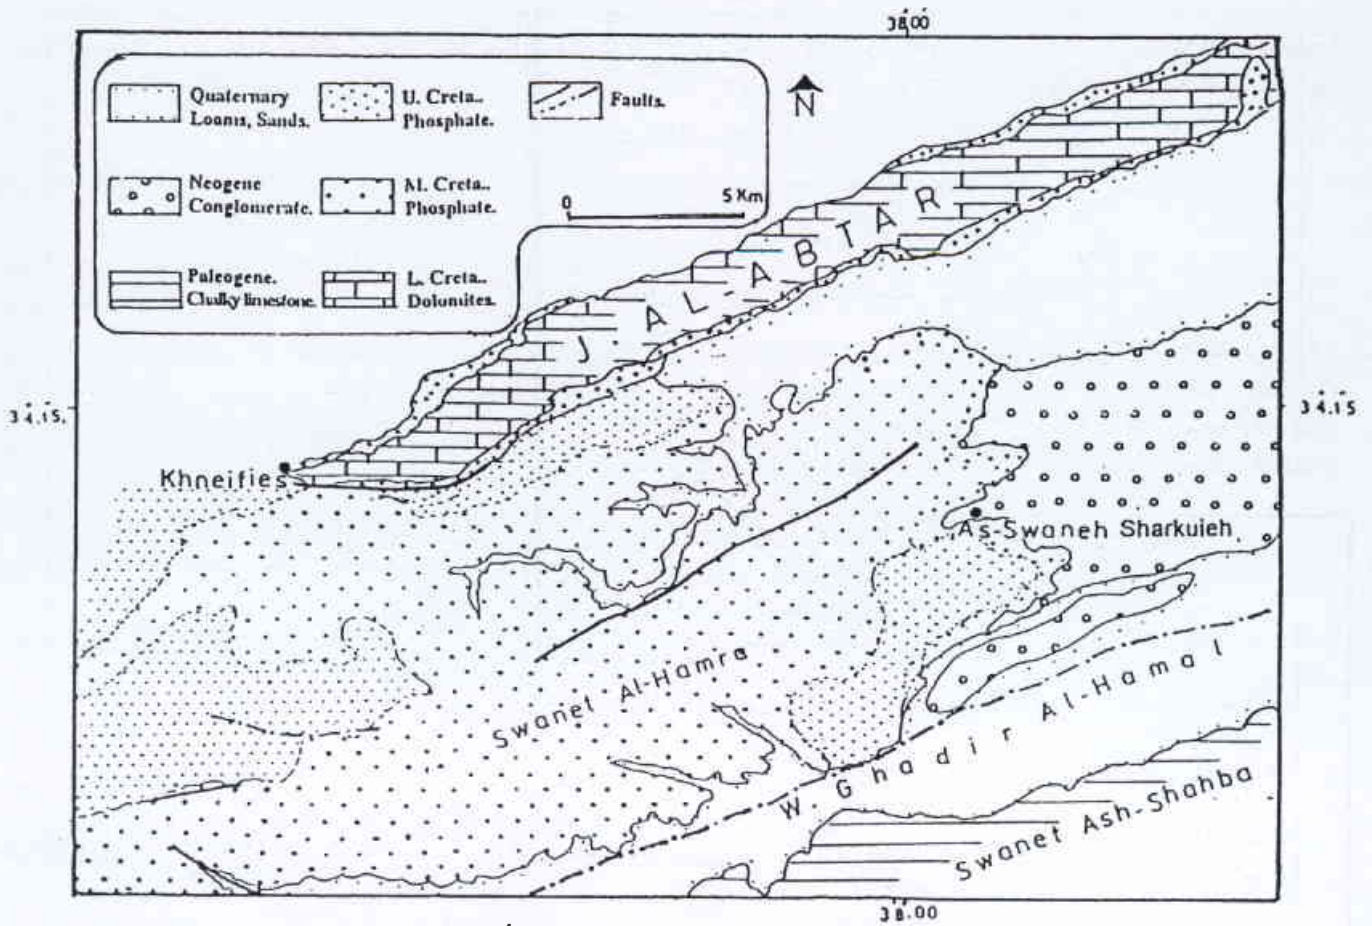 38.00
Quaternary
Loams, Sands.
U. Creta..
Phosphate.
Faults.
N
Neogene
Conglomerate.
M. Creta..
Phosphate.
0 5 Km
Paleogene.
Chalky limestone.
L. Creta..
Dolomites.
J AL-ABTAR
34.15.
34.15
Khneifies
As-Swaneh Sharkuieh
Swanet Al-Hamra
W Ghadir Al-Hamal
Swanet Ash-Shahba
38.00